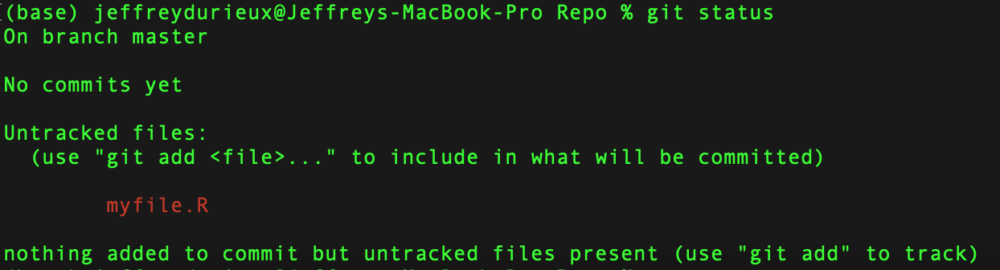 (base) jeffreydurieux@Jeffreys-MacBook-Pro Repo % git status
On branch master
No commits yet
Untracked files:
(use "git add <file>..." to include in what will be committed)
myfile.R
nothing added to commit but untracked files present (use "git add" to track)